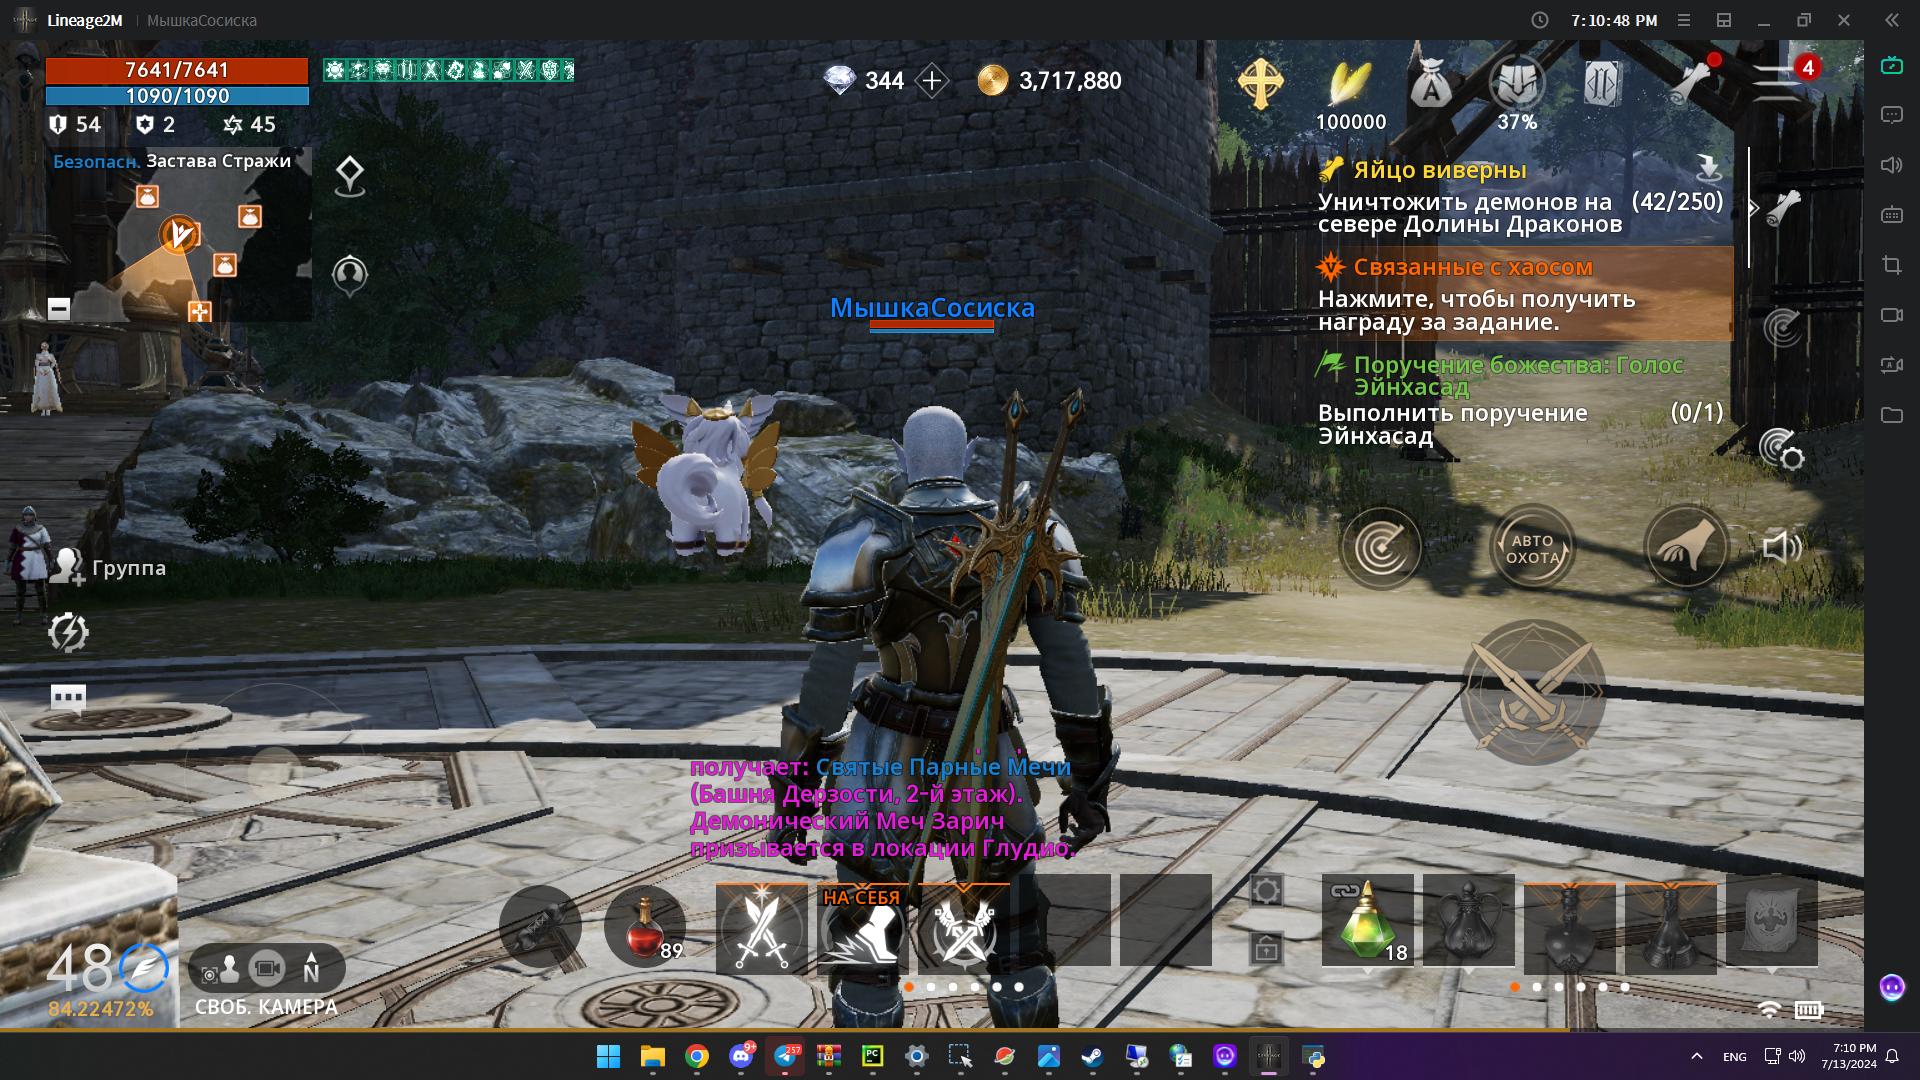 Lineage2M | МышкаСосиска
7:10:48 PM
7641/7641
1090/1090
54 2 45
344 3,717,880
100000
37%
4
Безопасн. Застава Стражи
Яйцо виверны
Уничтожить демонов на (42/250)
севере Долины Драконов
Связанные с хаосом
Нажмите, чтобы получить
награду за задание.
Поручение божества: Голос
Эйнхасад
Выполнить поручение (0/1)
Эйнхасад
МышкаСосиска
Группа
АВТО
ОХОТА
получает: Святые Парные Мечи
(Башня Дерзости, 2-й этаж).
Демонический Меч Зарич
призывается в локации Глудио.
89
НА СЕБЯ
18
48
84.22472%
N
СВОБ. КАМЕРА
9+
257
PC
ENG
7:10 PM
7/13/2024